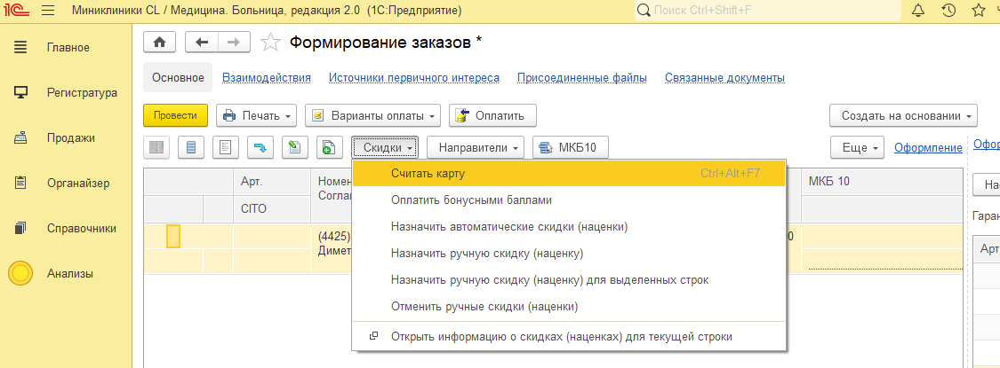 1С Миниклиники CL / Медицина. Больница, редакция 2.0 (1С:Предприятие)
Поиск Ctrl+Shift+F
Главное
Регистратура
Продажи
Органайзер
Справочники
Анализы
Формирование заказов *
Основное Взаимодействия Источники первичного интереса Присоединенные файлы Связанные документы
Провести Печать Варианты оплаты Оплатить Создать на основании
Скидки Направители МКБ10 Еще Оформление Офор
Считать карту Ctrl+Alt+F7
Оплатить бонусными баллами
Назначить автоматические скидки (наценки)
Назначить ручную скидку (наценку)
Назначить ручную скидку (наценку) для выделенных строк
Отменить ручные скидки (наценки)
Открыть информацию о скидках (наценках) для текущей строки
Арт. Номен МКБ 10 На
CITO Соглаш Гаран
(4425) 0 Арт
Димет